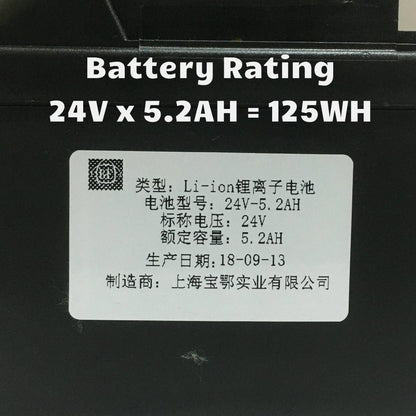 Battery Rating
24V x 5.2AH = 125WH
类型: Li-ion锂离子电池
电池型号: 24V-5.2AH
标称电压: 24V
额定容量: 5.2AH
生产日期:18-09-13
制造商: 上海宝鄂实业有限公司